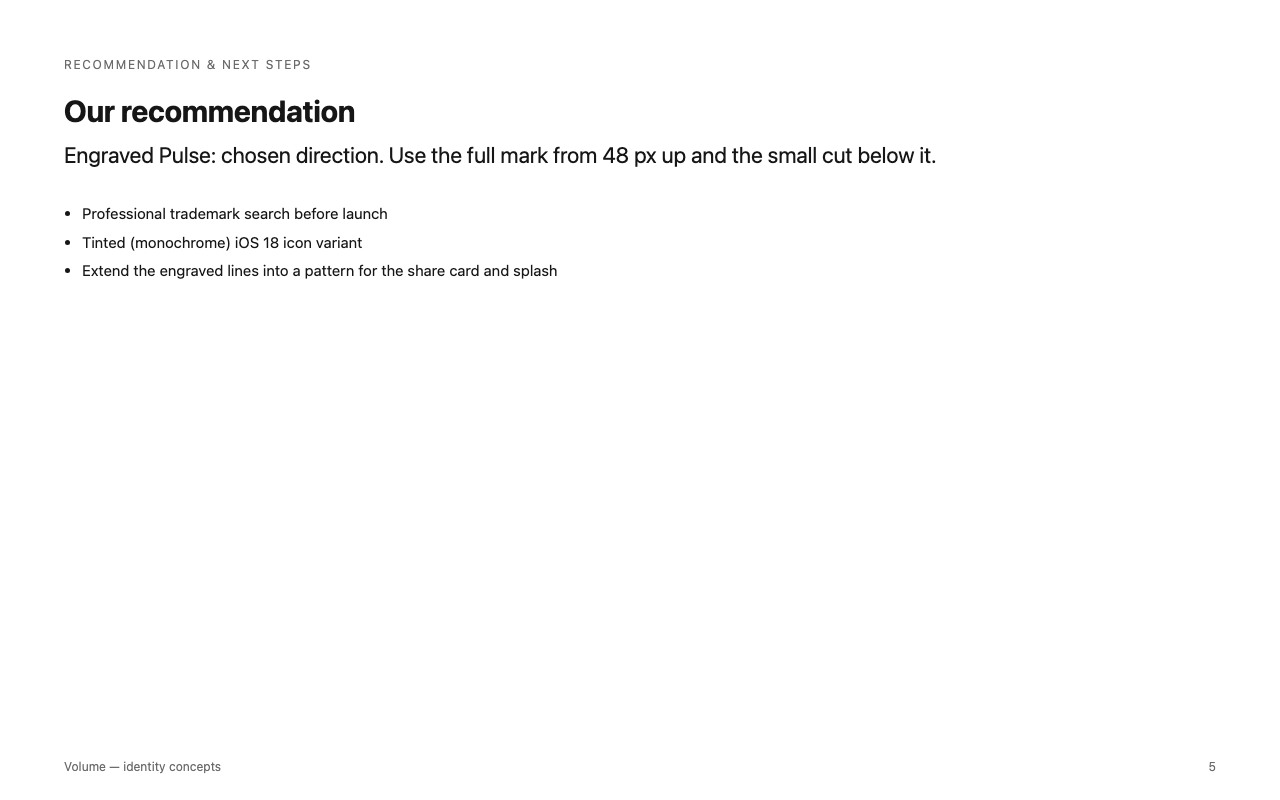 RECOMMENDATION & NEXT STEPS
Our recommendation
Engraved Pulse: chosen direction. Use the full mark from 48 px up and the small cut below it.
• Professional trademark search before launch
• Tinted (monochrome) iOS 18 icon variant
• Extend the engraved lines into a pattern for the share card and splash
Volume — identity concepts
5